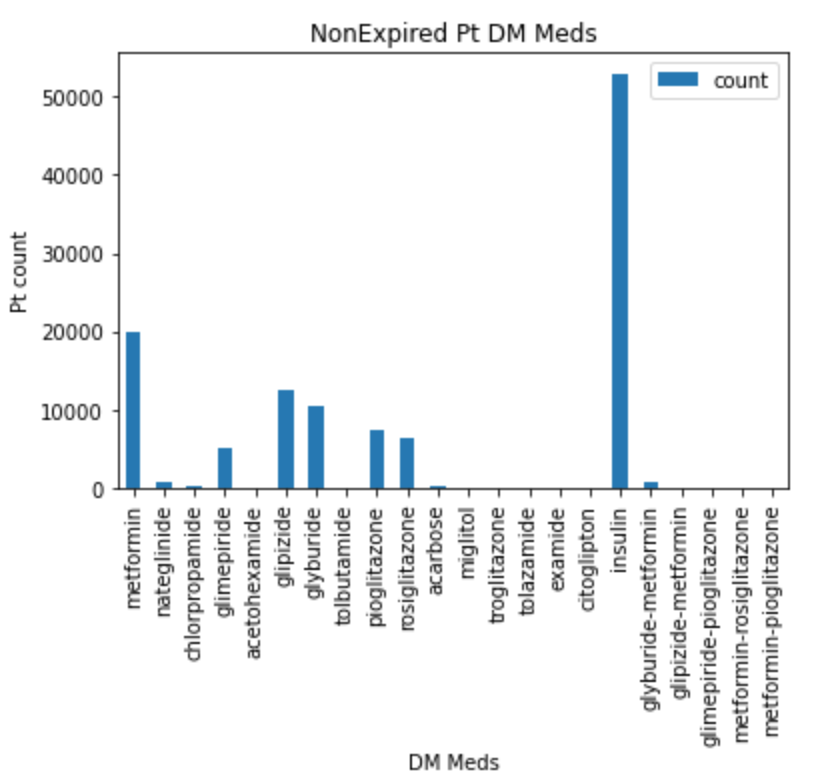 NonExpired Pt DM Meds
count
Pt count
50000
40000
30000
20000
10000
0
metformin
nateglinide
chlorpropamide
glimepiride
acetohexamide
glipizide
glyburide
tolbutamide
pioglitazone
rosiglitazone
acarbose
miglitol
troglitazone
tolazamide
examide
citoglipton
insulin
glyburide-metformin
glipizide-metformin
glimepiride-pioglitazone
metformin-rosiglitazone
metformin-pioglitazone
DM Meds